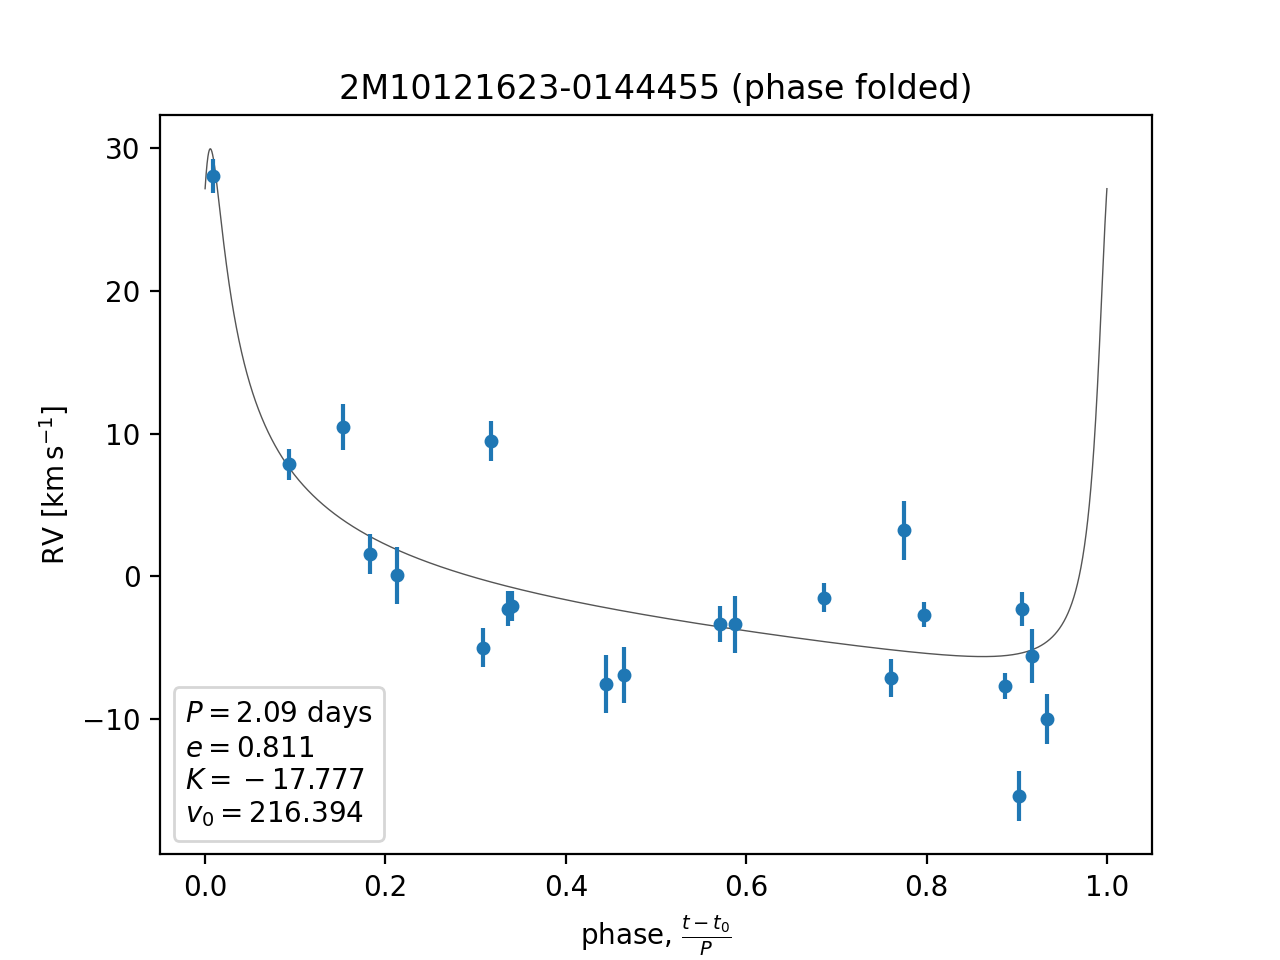 2M10121623-0144455 (phase folded)
RV [km s⁻¹]
30
20
10
0
−10
P = 2.09 days
e = 0.811
K = −17.777
v₀ = 216.394
0.0 0.2 0.4 0.6 0.8 1.0
phase, (t − t₀)/P